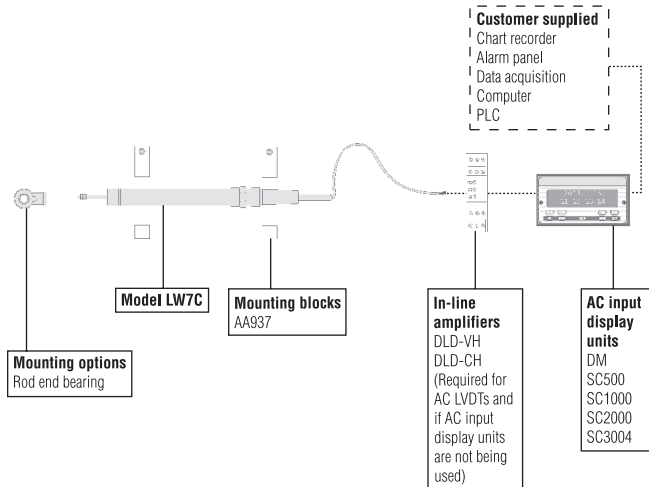 Customer supplied
Chart recorder
Alarm panel
Data acquisition
Computer
PLC
Model LW7C
Mounting blocks
AA937
Mounting options
Rod end bearing
In-line
amplifiers
DLD-VH
DLD-CH
(Required for
AC LVDTs and
if AC input
display units
are not being
used)
AC input
display
units
DM
SC500
SC1000
SC2000
SC3004